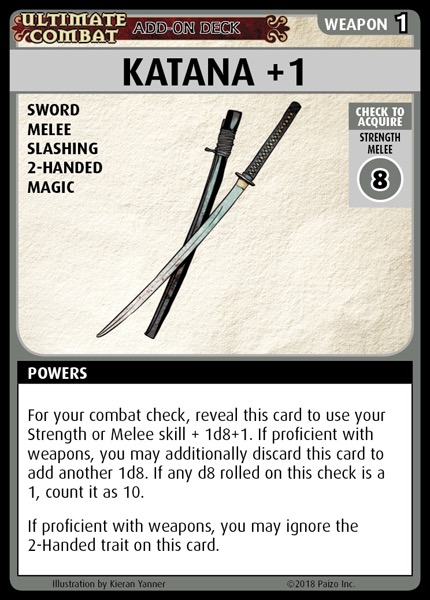 ULTIMATE
COMBAT
ADD-ON DECK
WEAPON 1
KATANA +1
SWORD
MELEE
SLASHING
2-HANDED
MAGIC
CHECK TO
ACQUIRE
STRENGTH
MELEE
8
POWERS
For your combat check, reveal this card to use your
Strength or Melee skill + 1d8+1. If proficient with
weapons, you may additionally discard this card to
add another 1d8. If any d8 rolled on this check is a
1, count it as 10.
If proficient with weapons, you may ignore the
2-Handed trait on this card.
Illustration by Kieran Yanner
©2018 Paizo Inc.